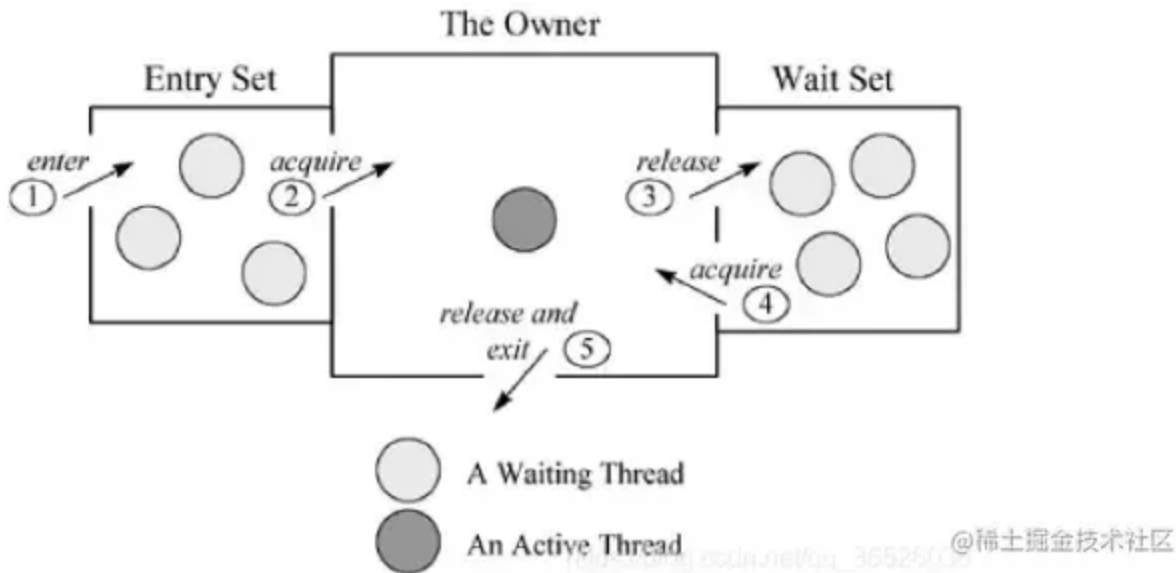 The Owner
Entry Set
Wait Set
enter
1
acquire
2
release
3
acquire
4
release and
exit
5
A Waiting Thread
An Active Thread
@稀土掘金技术社区